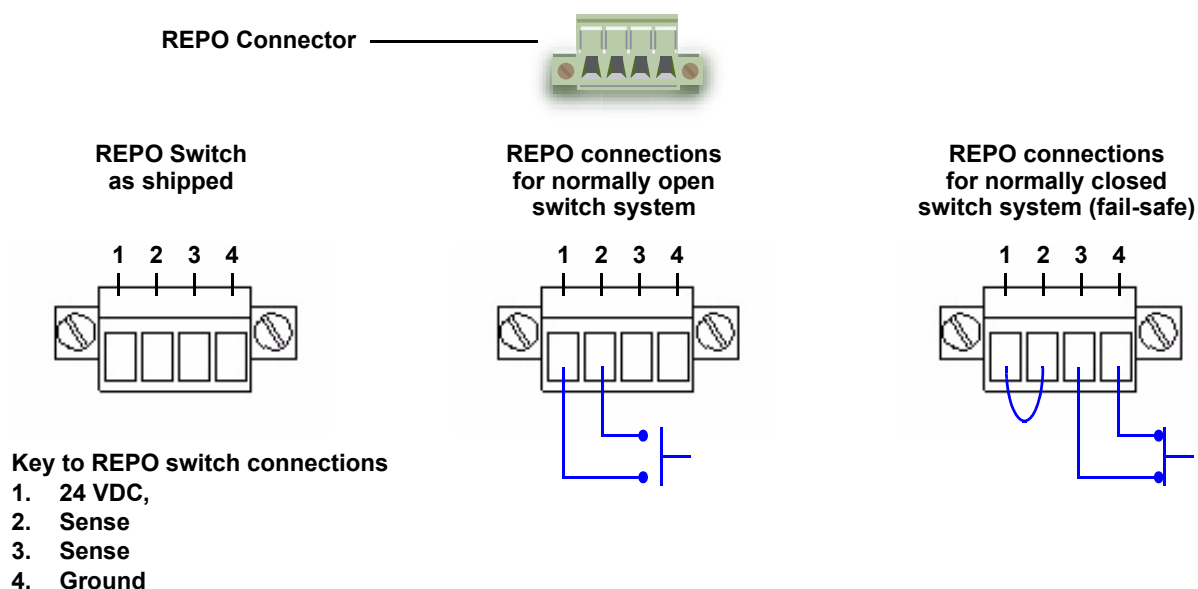 REPO Connector
REPO Switch
as shipped
1 2 3 4
REPO connections
for normally open
switch system
1 2 3 4
REPO connections
for normally closed
switch system (fail-safe)
1 2 3 4
Key to REPO switch connections
1. 24 VDC,
2. Sense
3. Sense
4. Ground